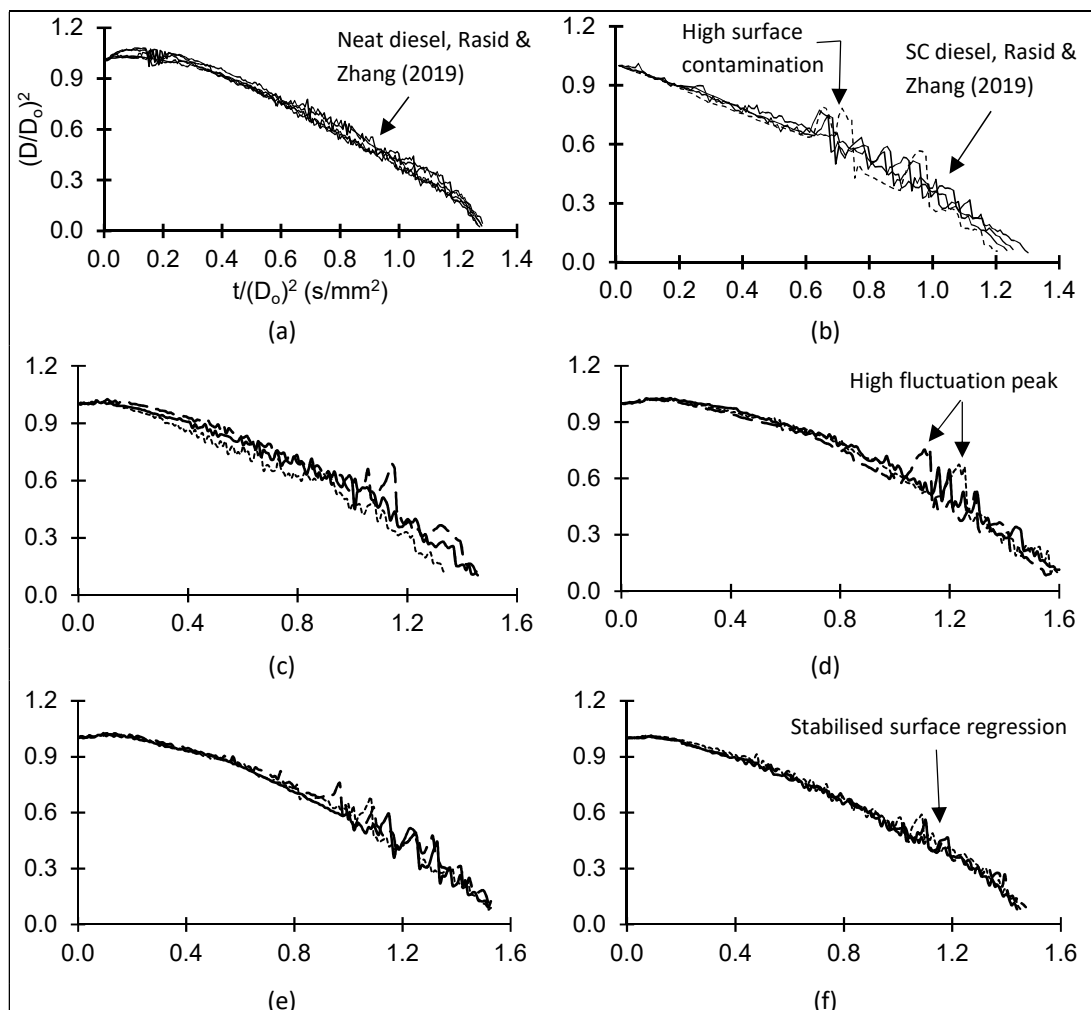 1.2
0.9
0.6
0.3
0.0
(D/Dₒ)²
Neat diesel, Rasid &
Zhang (2019)
0.0 0.2 0.4 0.6 0.8 1.0 1.2 1.4
t/(Dₒ)² (s/mm²)
(a)
1.2
0.9
0.6
0.3
0.0
High surface
contamination
SC diesel, Rasid &
Zhang (2019)
0.0 0.2 0.4 0.6 0.8 1.0 1.2 1.4
(b)
1.2
0.9
0.6
0.3
0.0
0.0 0.4 0.8 1.2 1.6
(c)
1.2
0.9
0.6
0.3
0.0
High fluctuation peak
0.0 0.4 0.8 1.2 1.6
(d)
1.2
0.9
0.6
0.3
0.0
0.0 0.4 0.8 1.2 1.6
(e)
1.2
0.9
0.6
0.3
0.0
Stabilised surface regression
0.0 0.4 0.8 1.2 1.6
(f)